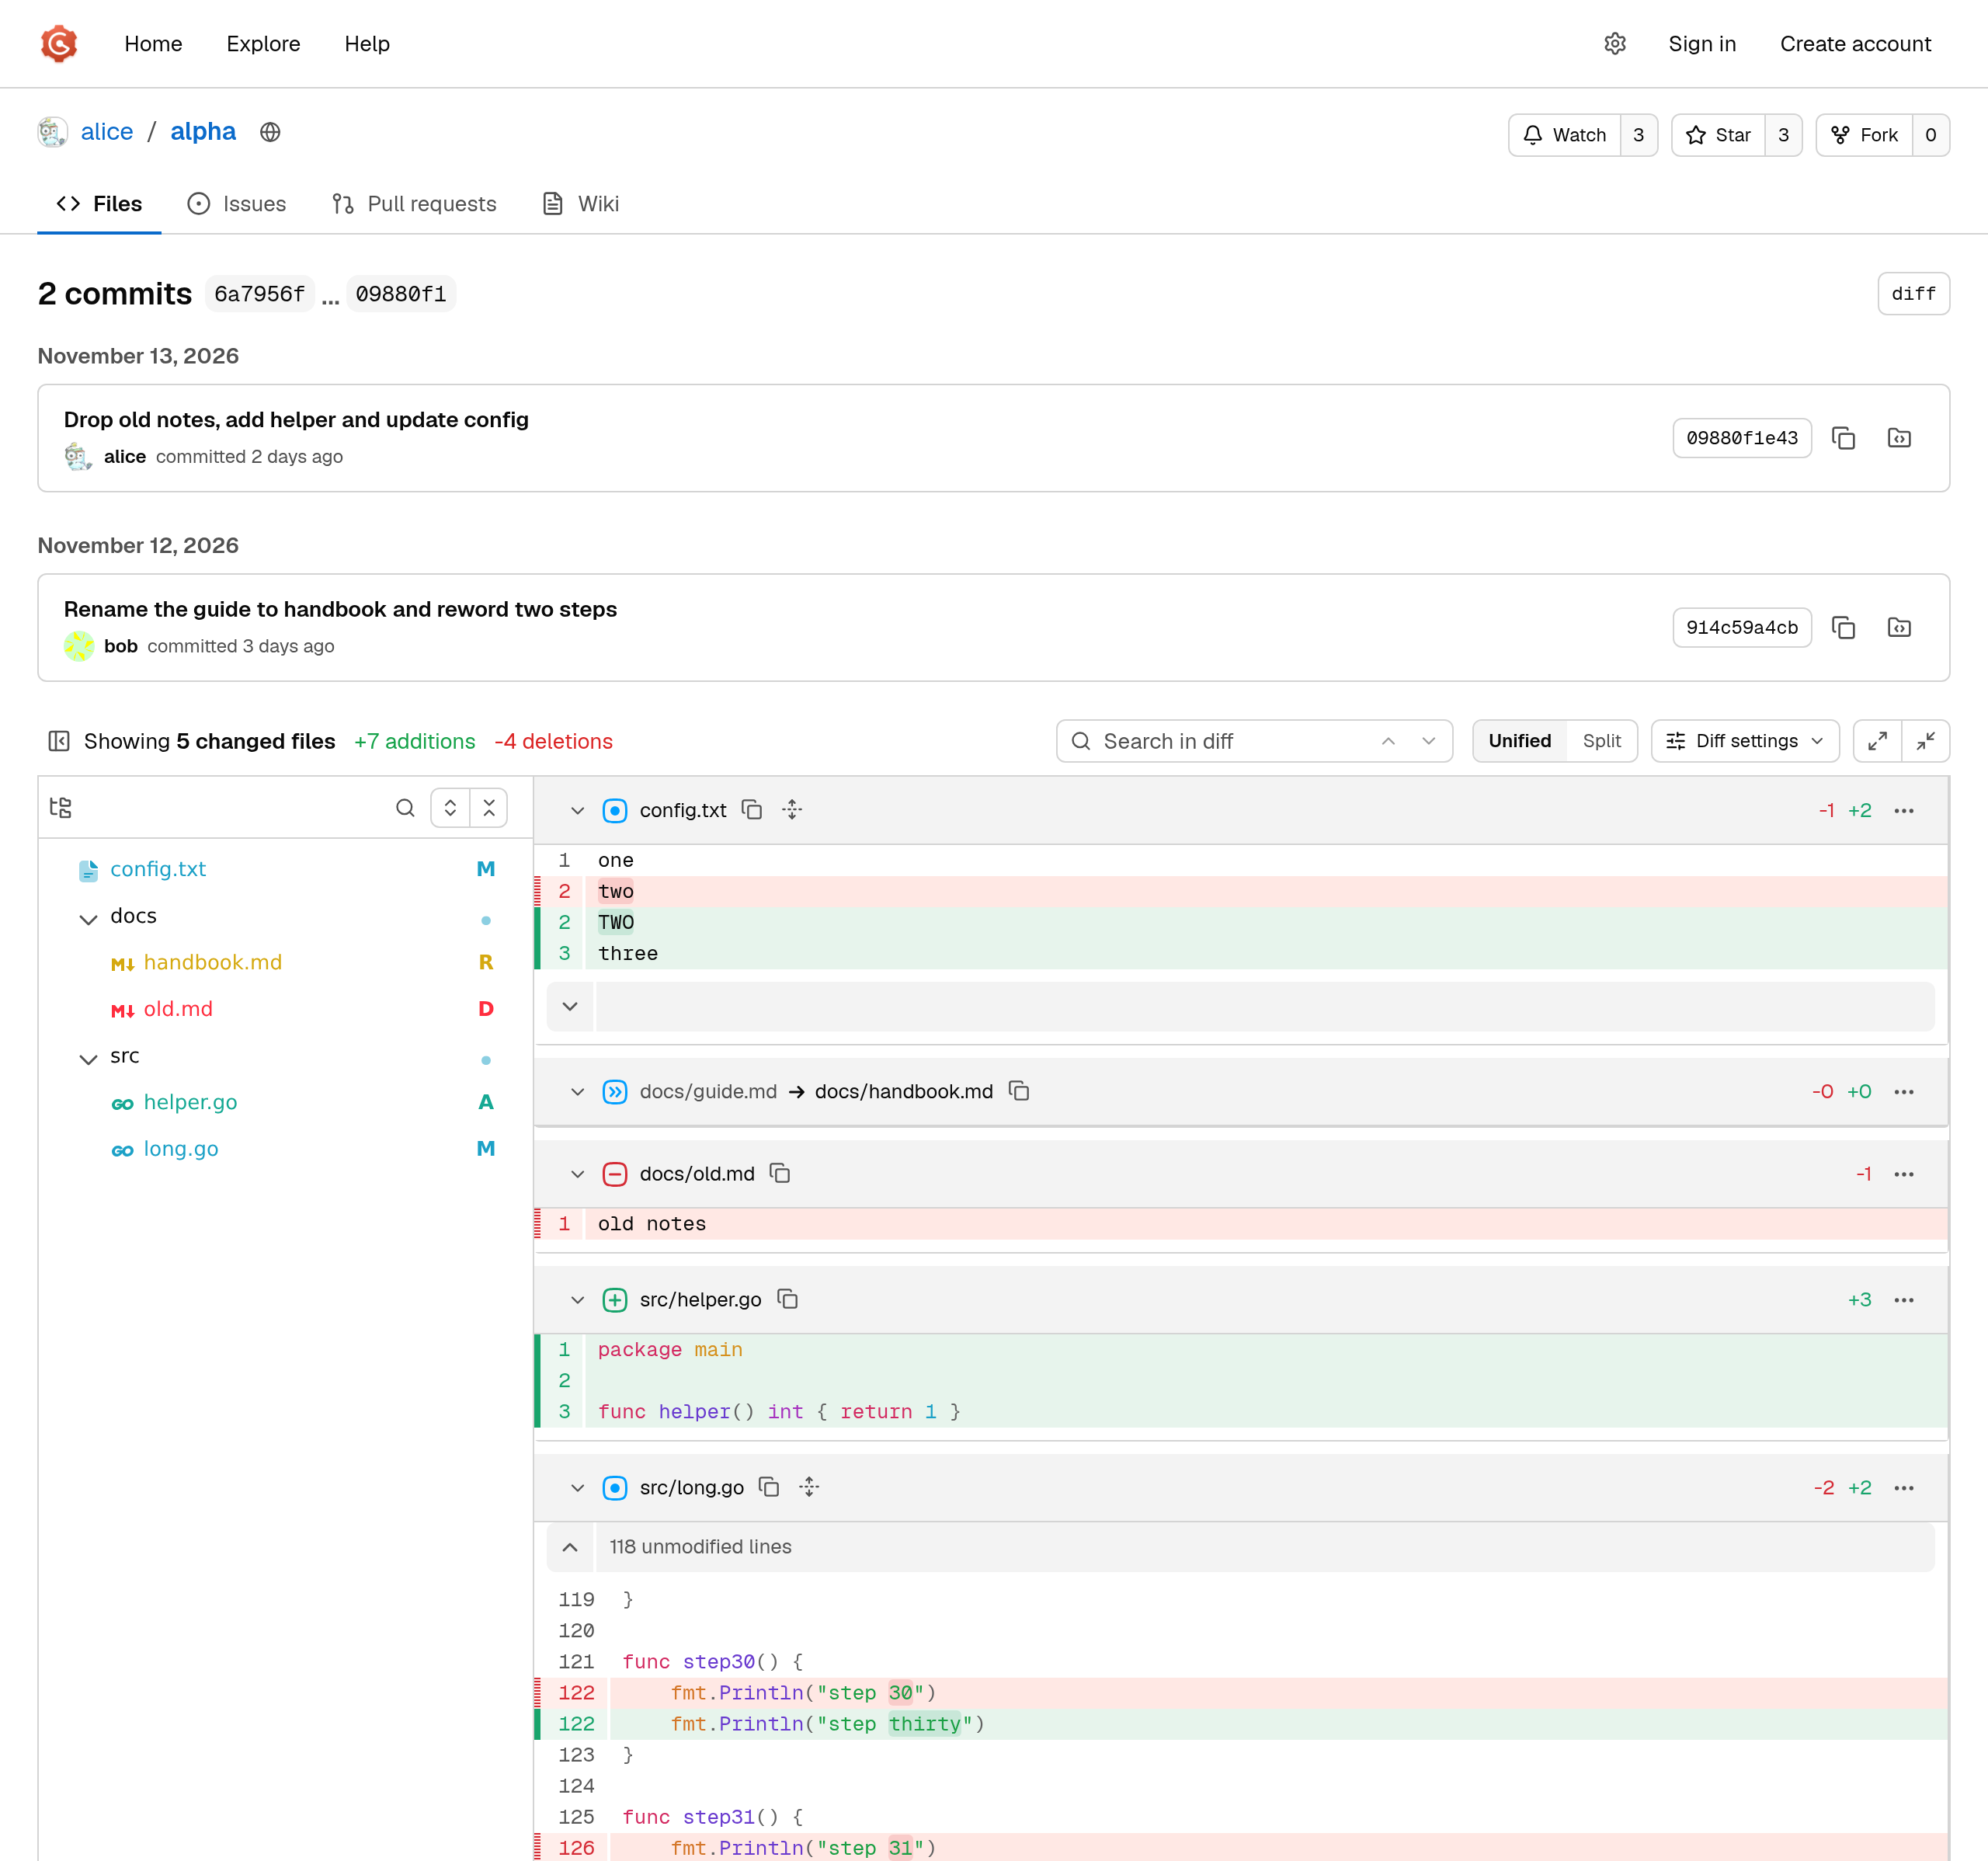 Home Explore Help Sign in Create account
alice / alpha Watch 3 Star 3 Fork 0
Files Issues Pull requests Wiki
2 commits 6a7956f ... 09880f1 diff
November 13, 2026
Drop old notes, add helper and update config
alice committed 2 days ago 09880f1e43
November 12, 2026
Rename the guide to handbook and reword two steps
bob committed 3 days ago 914c59a4cb
Showing 5 changed files +7 additions -4 deletions Search in diff Unified Split Diff settings
config.txt M
docs
handbook.md R
old.md D
src
helper.go A
long.go M
config.txt -1 +2
1 one
2 two
2 TWO
3 three
docs/guide.md → docs/handbook.md -0 +0
docs/old.md -1
1 old notes
src/helper.go +3
1 package main
2
3 func helper() int { return 1 }
src/long.go -2 +2
118 unmodified lines
119 }
120
121 func step30() {
122 fmt.Println("step 30")
122 fmt.Println("step thirty")
123 }
124
125 func step31() {
126 fmt.Println("step 31")